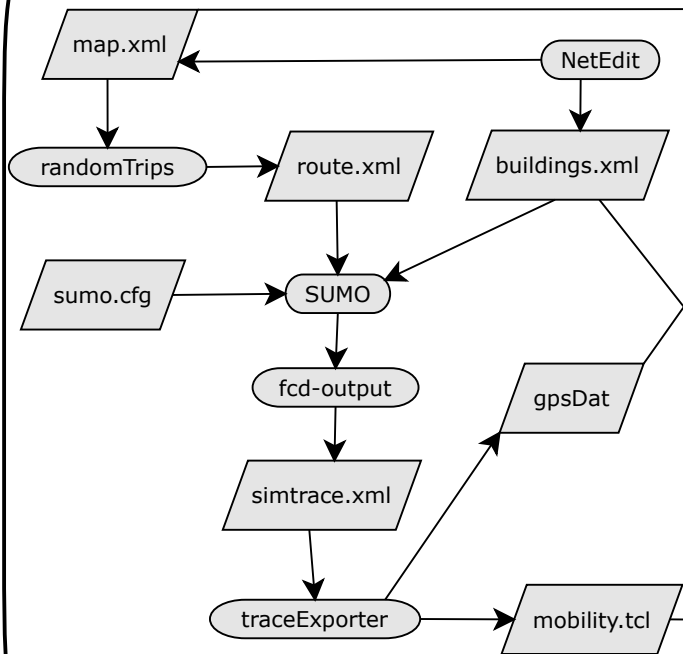 map.xml
NetEdit
randomTrips
route.xml
buildings.xml
sumo.cfg
SUMO
fcd-output
gpsDat
simtrace.xml
traceExporter
mobility.tcl